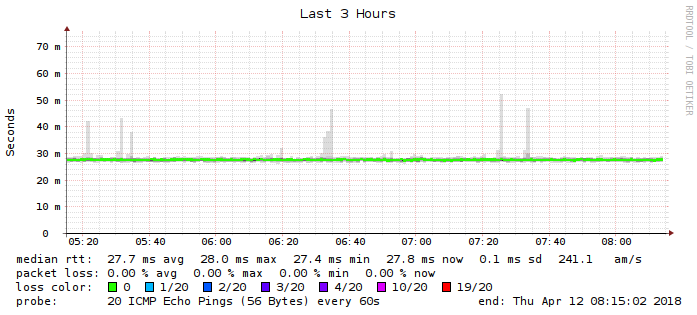 Last 3 Hours
RRDTOOL / TOBI OETIKER
Seconds
70 m
60 m
50 m
40 m
30 m
20 m
10 m
0
05:20 05:40 06:00 06:20 06:40 07:00 07:20 07:40 08:00
median rtt: 27.7 ms avg 28.0 ms max 27.4 ms min 27.8 ms now 0.1 ms sd 241.1 am/s
packet loss: 0.00 % avg 0.00 % max 0.00 % min 0.00 % now
loss color: 0 1/20 2/20 3/20 4/20 10/20 19/20
probe: 20 ICMP Echo Pings (56 Bytes) every 60s end: Thu Apr 12 08:15:02 2018